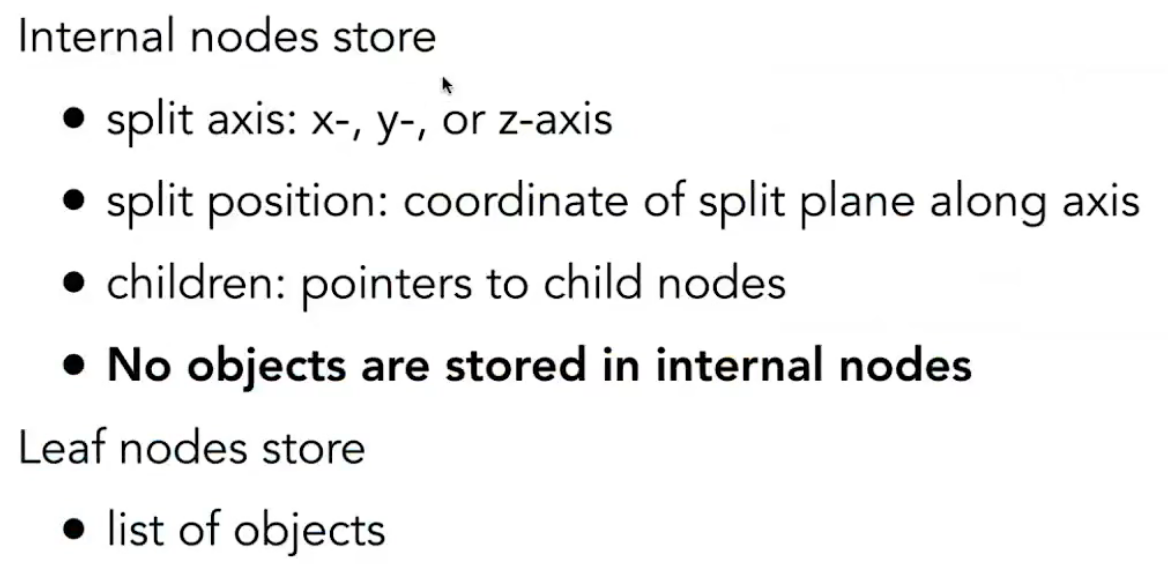 Internal nodes store
• split axis: x-, y-, or z-axis
• split position: coordinate of split plane along axis
• children: pointers to child nodes
• No objects are stored in internal nodes
Leaf nodes store
• list of objects